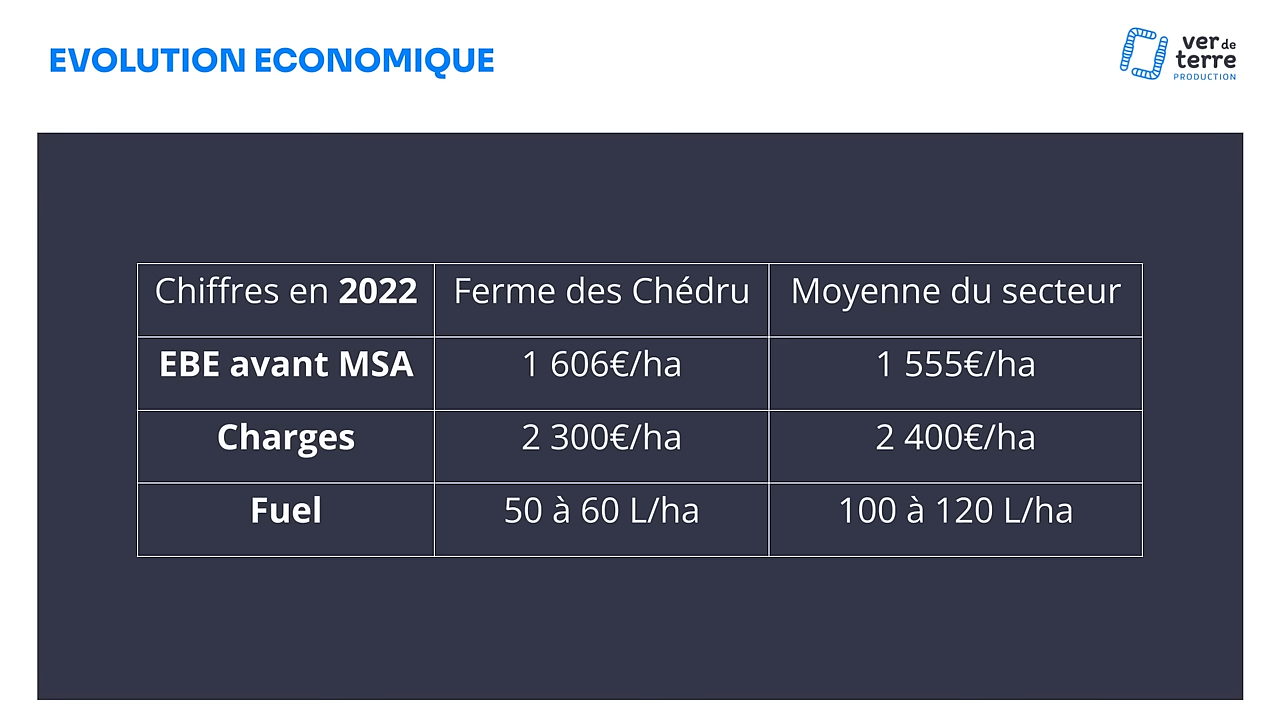 EVOLUTION ECONOMIQUE
ver de
terre
PRODUCTION
Chiffres en 2022 Ferme des Chédru Moyenne du secteur
EBE avant MSA 1 606€/ha 1 555€/ha
Charges 2 300€/ha 2 400€/ha
Fuel 50 à 60 L/ha 100 à 120 L/ha